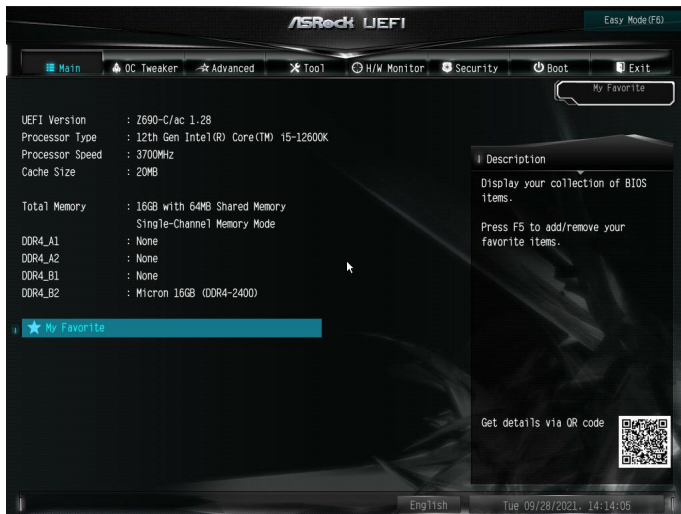 ASRock UEFI
Easy Mode(F6)
Main
OC Tweaker
Advanced
Tool
H/W Monitor
Security
Boot
Exit
My Favorite
UEFI Version : Z690-C/ac 1.28
Processor Type : 12th Gen Intel(R) Core(TM) i5-12600K
Processor Speed : 3700MHz
Cache Size : 20MB
Total Memory : 16GB with 64MB Shared Memory
Single-Channel Memory Mode
DDR4_A1 : None
DDR4_A2 : None
DDR4_B1 : None
DDR4_B2 : Micron 16GB (DDR4-2400)
My Favorite
Description
Display your collection of BIOS
items.
Press F5 to add/remove your
favorite items.
Get details via QR code
English
Tue 09/28/2021. 14:14:05